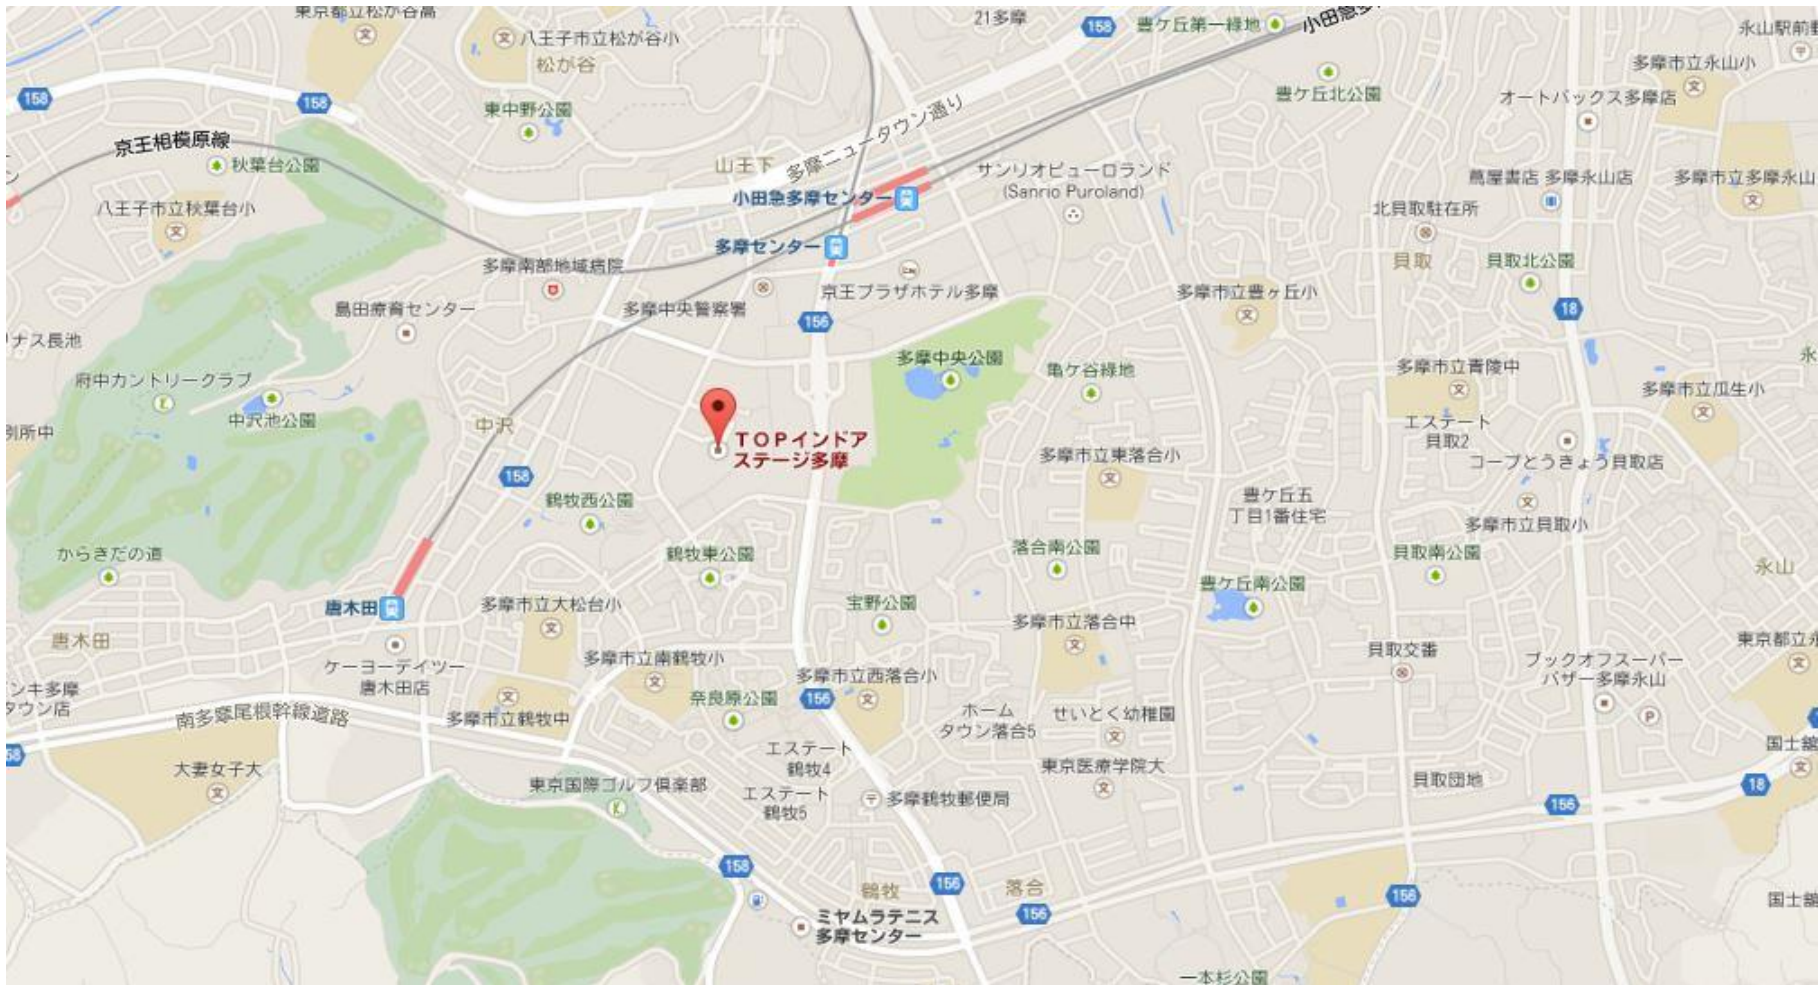 東京都立松が谷高
八王子市立松が谷小
松が谷
21多摩
158
豊ケ丘第一緑地
小田急多
永山駅前
多摩市立永山小
158
158
東中野公園
多摩ニュータウン通り
豊ケ丘北公園
オートバックス多摩店
京王相模原線
秋葉台公園
山王下
サンリオピューロランド
(Sanrio Puroland)
蔦屋書店 多摩永山店
多摩市立多摩永山
小田急多摩センター
八王子市立秋葉台小
北貝取駐在所
多摩センター
多摩南部地域病院
貝取
貝取北公園
京王プラザホテル多摩
多摩市立豊ヶ丘小
島田療育センター
多摩中央警察署
156
18
ナス長池
多摩中央公園
亀ケ谷緑地
多摩市立青陵中
永
府中カントリークラブ
多摩市立瓜生小
中沢池公園
中沢
別所中
TOPインドア
ステージ多摩
エステート
貝取2
多摩市立東落合小
コープとうきょう貝取店
158
鶴牧西公園
豊ケ丘五
丁目1番住宅
多摩市立貝取小
からきだの道
鶴牧東公園
落合南公園
貝取南公園
永山
豊ケ丘南公園
唐木田
多摩市立大松台小
宝野公園
多摩市立落合中
唐木田
ケーヨーデイツー
唐木田店
多摩市立南鶴牧小
貝取交番
東京都立永
ブックオフスーパー
バザー多摩永山
多摩市立西落合小
ンキ多摩
タウン店
奈良原公園
156
南多摩尾根幹線道路
多摩市立鶴牧中
ホーム
タウン落合5
せいとく幼稚園
P
エステート
鶴牧4
国士舘
大妻女子大
東京医療学院大
東京国際ゴルフ倶楽部
エステート
鶴牧5
多摩鶴牧郵便局
貝取団地
18
156
158
鶴牧
156
落合
156
156
国士舘
ミヤムラテニス
多摩センター
一本杉公園